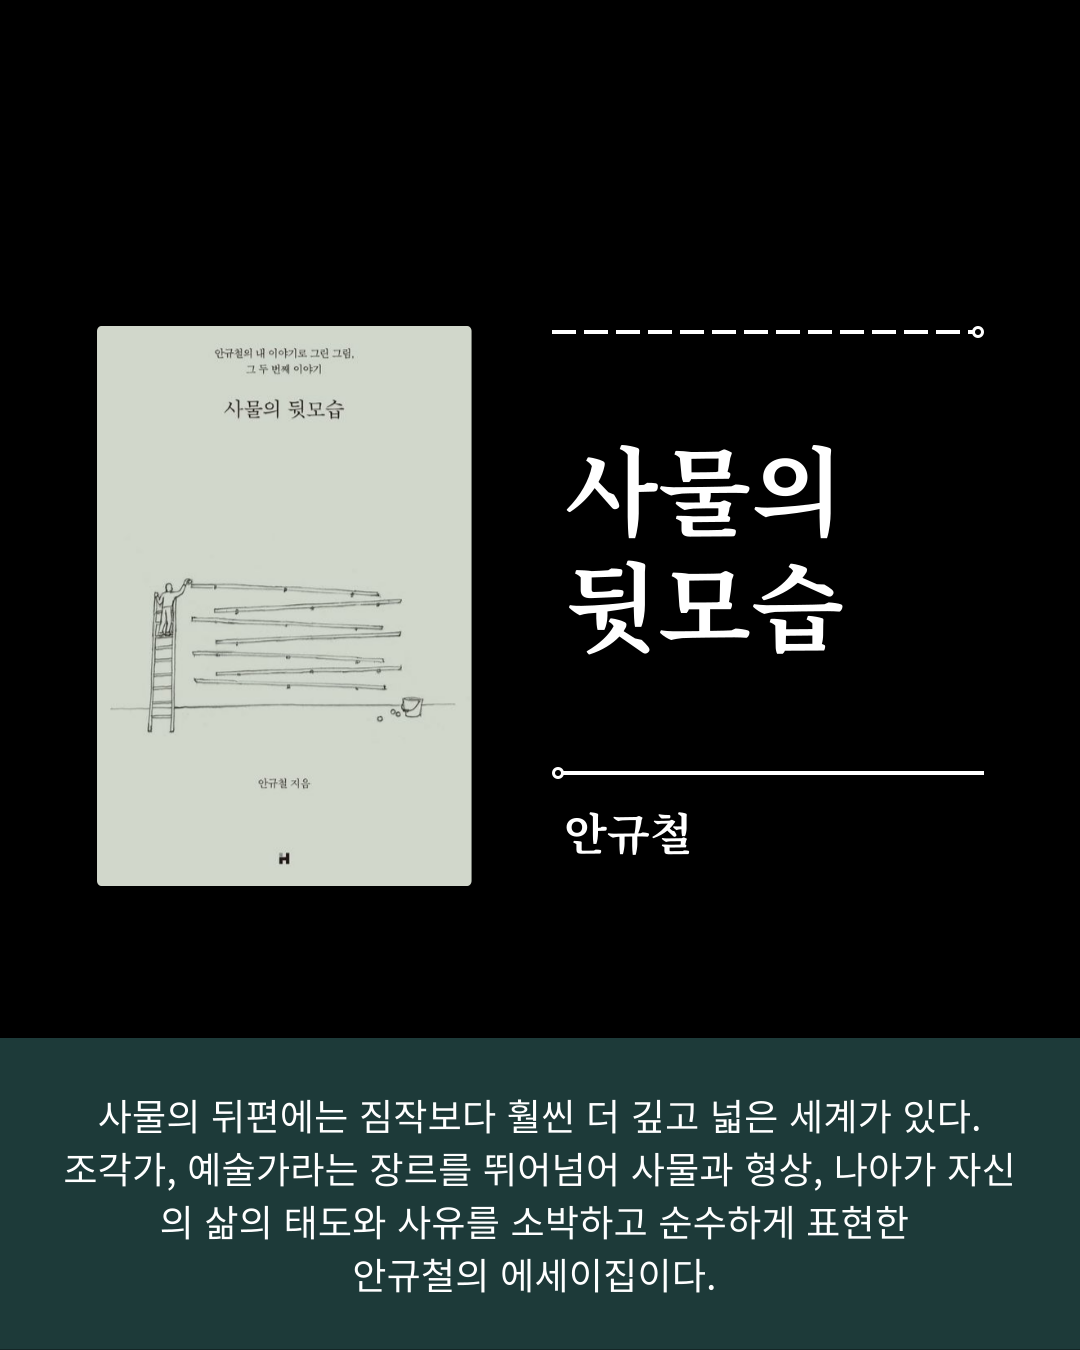 안규철의 내 이야기로 그린 그림,
그 두 번째 이야기
사물의 뒷모습
안규철 지음
H
사물의
뒷모습
안규철
사물의 뒤편에는 짐작보다 훨씬 더 깊고 넓은 세계가 있다.
조각가, 예술가라는 장르를 뛰어넘어 사물과 형상, 나아가 자신
의 삶의 태도와 사유를 소박하고 순수하게 표현한
안규철의 에세이집이다.